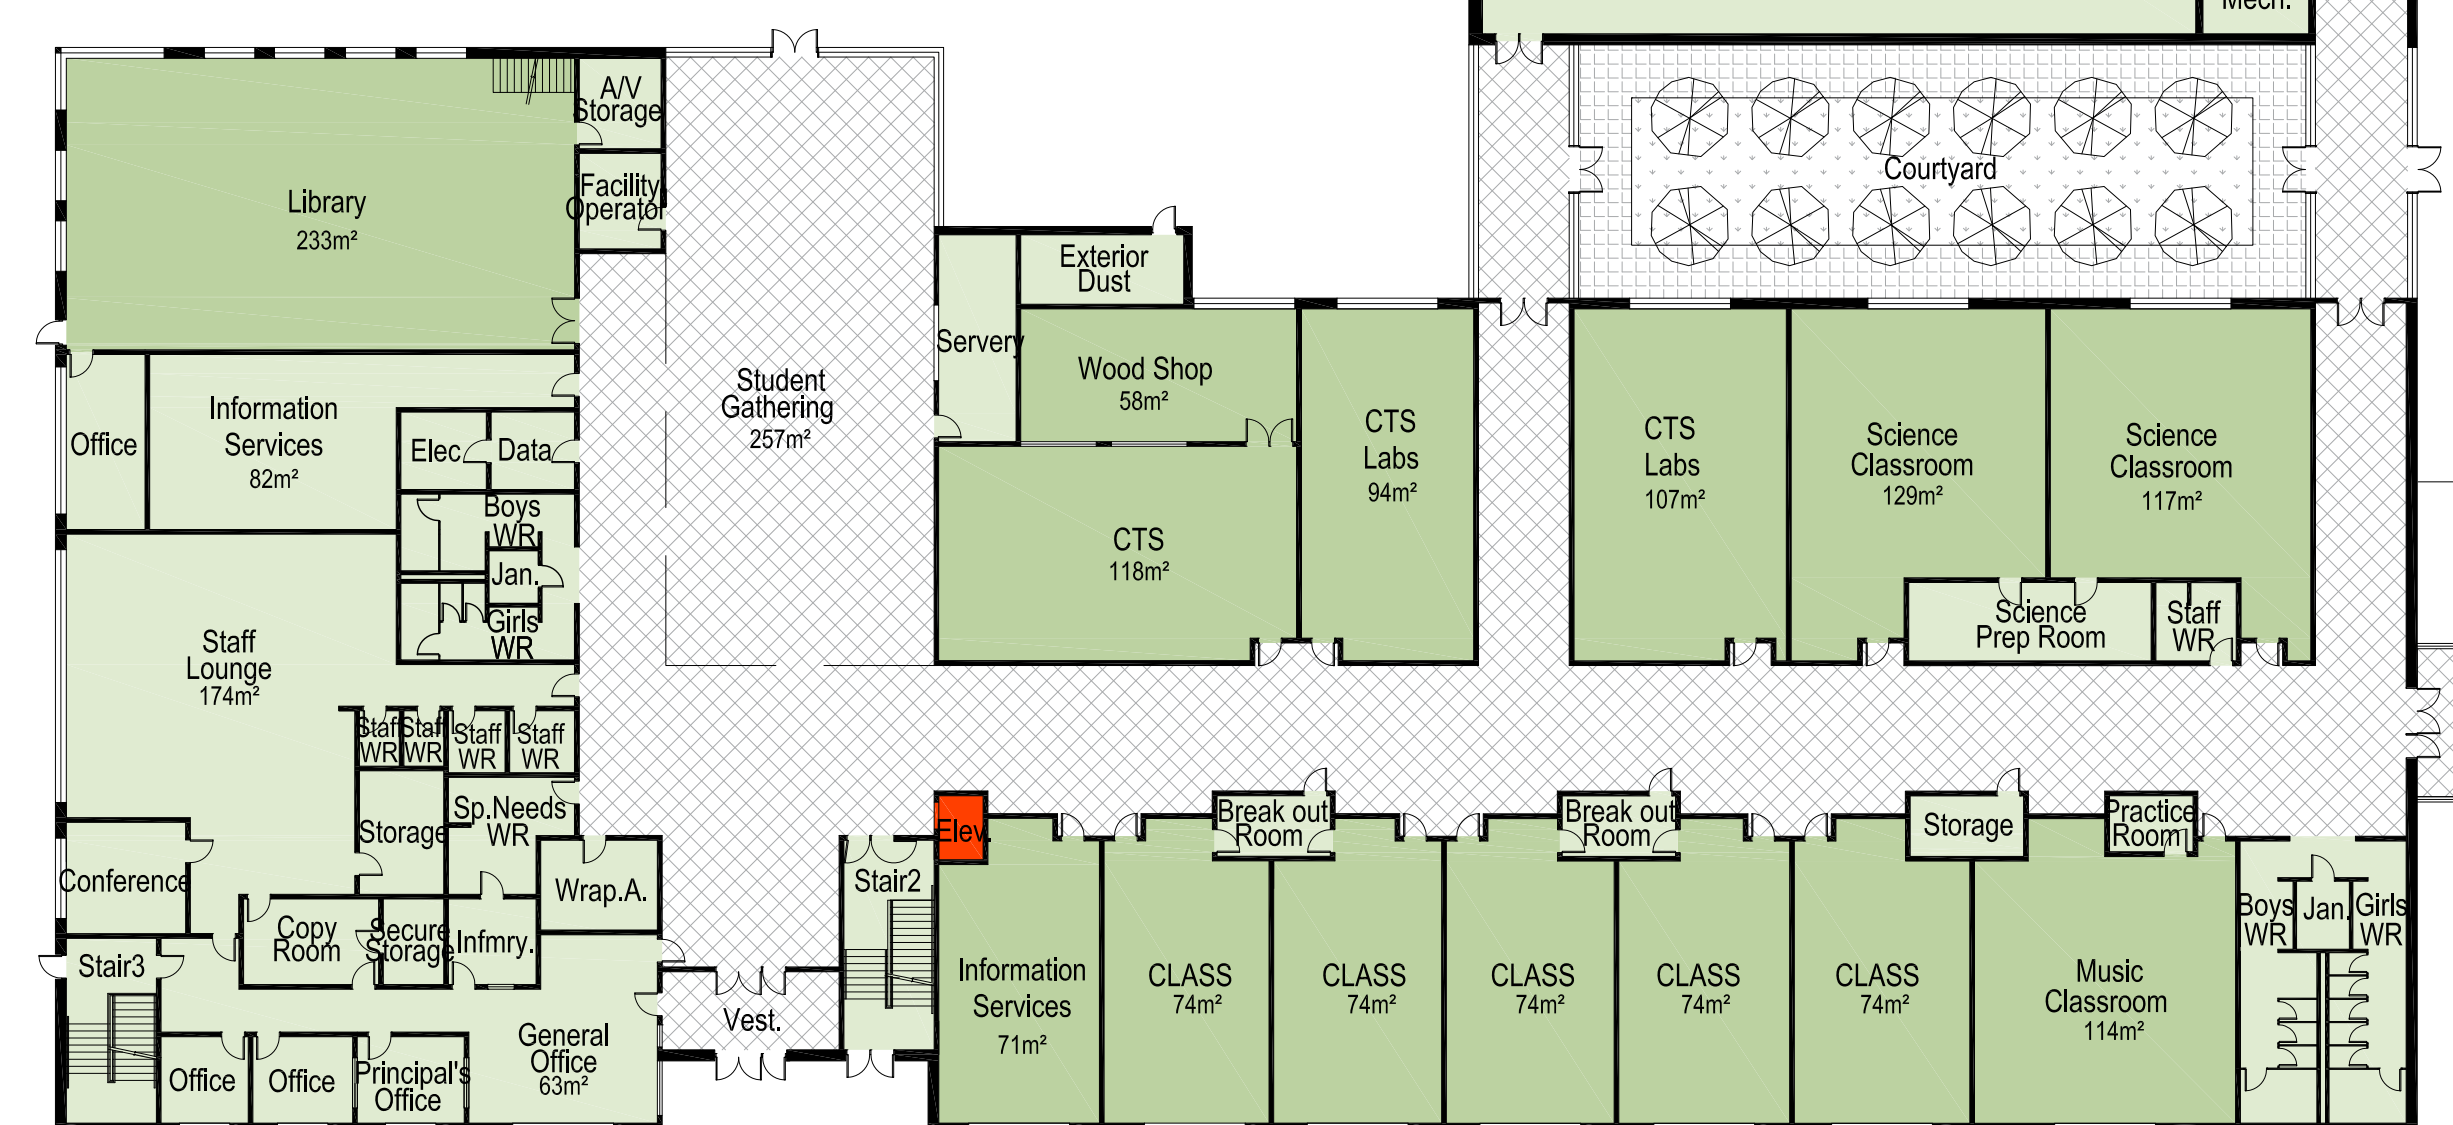 Mech.
A/V
Storage
Facility
Operator
Library
233m²
Courtyard
Exterior
Dust
Servery
Wood Shop
58m²
Student
Gathering
257m²
Information
Services
82m²
Office
Elec
Data
Boys
WR
Jan.
Girls
WR
CTS
118m²
CTS
Labs
94m²
CTS
Labs
107m²
Science
Classroom
129m²
Science
Classroom
117m²
Science
Prep Room
Staff
WR
Staff
Lounge
174m²
Staff
WR
Staff
WR
Staff
WR
Staff
WR
Storage
Sp.Needs
WR
Conference
Wrap.A.
Copy
Room
Secure
Storage
Infmry.
Stair3
Office
Office
Principal's
Office
General
Office
63m²
Vest.
Stair2
Elev.
Information
Services
71m²
Break out
Room
Break out
Room
Storage
Practice
Room
CLASS
74m²
CLASS
74m²
CLASS
74m²
CLASS
74m²
CLASS
74m²
Music
Classroom
114m²
Boys
WR
Jan.
Girls
WR